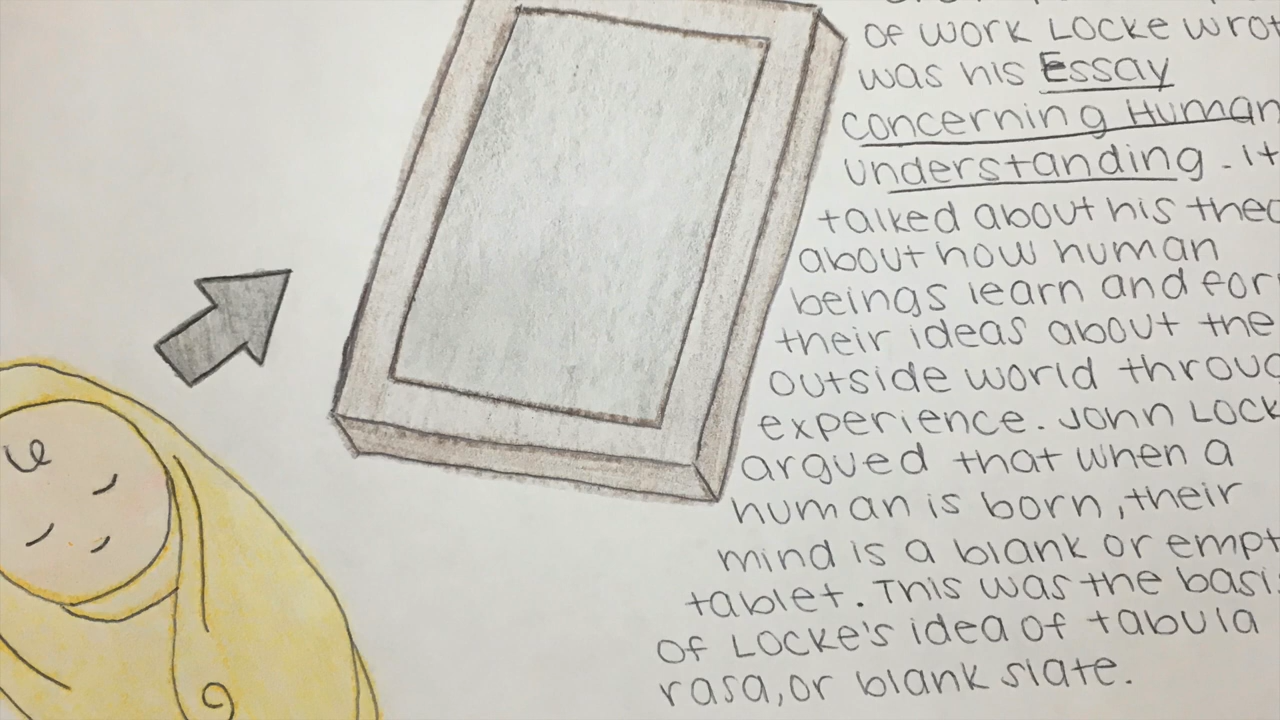 of work Locke wrot
was his Essay
concerning Human
understanding. It
talked about his theo
about how human
beings learn and for
their ideas about the
outside world throug
experience. John Lock
argued that when a
human is born, their
mind is a blank or empt
tablet. This was the basi
of Locke's idea of tabula
rasa, or blank slate.